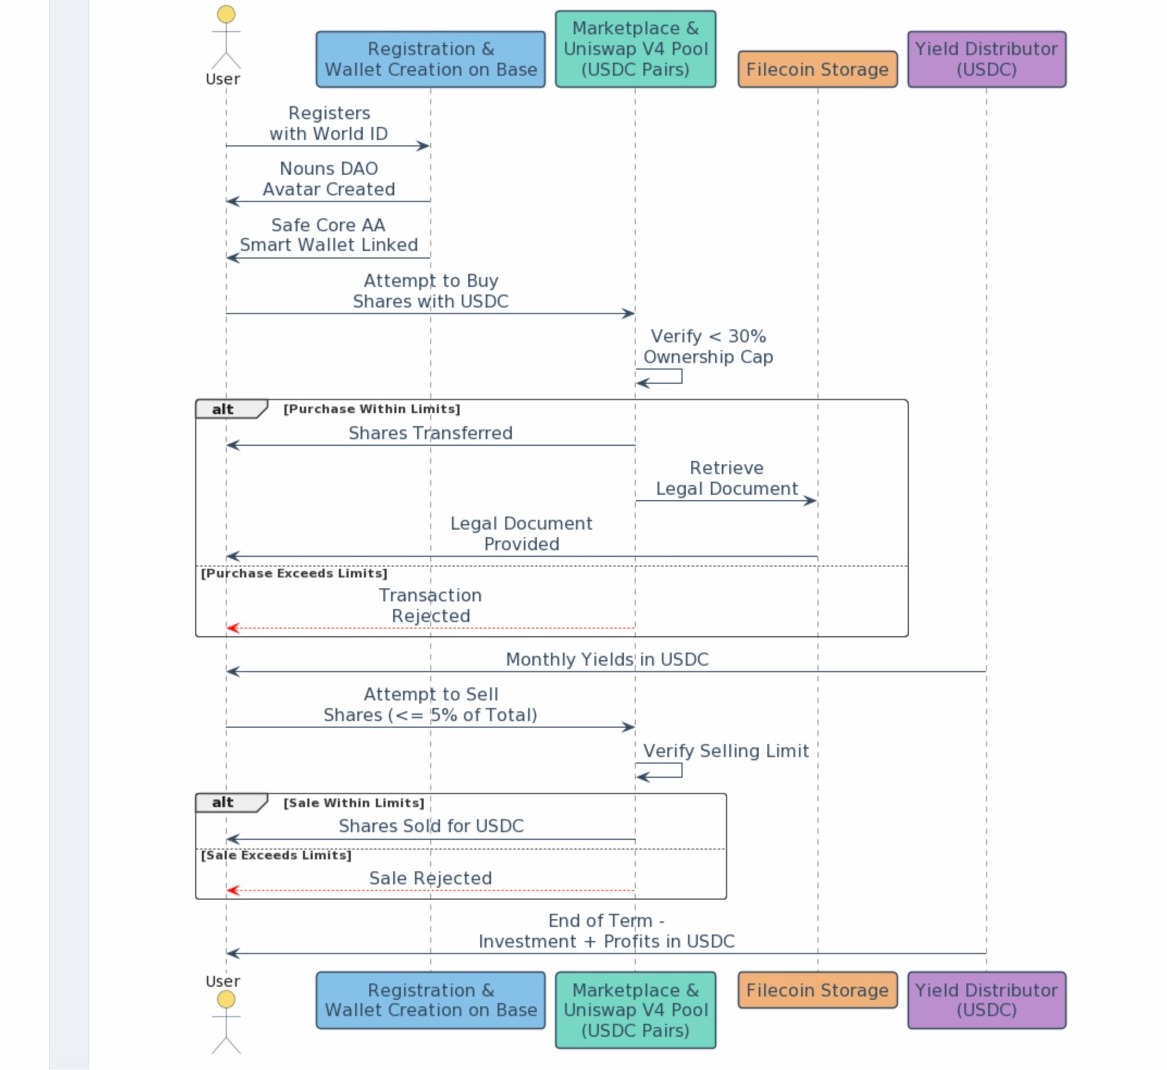 User
Registration &
Wallet Creation on Base
Marketplace &
Uniswap V4 Pool
(USDC Pairs)
Filecoin Storage
Yield Distributor
(USDC)
Registers
with World ID
Nouns DAO
Avatar Created
Safe Core AA
Smart Wallet Linked
Attempt to Buy
Shares with USDC
Verify < 30%
Ownership Cap
alt [Purchase Within Limits]
Shares Transferred
Retrieve
Legal Document
Legal Document
Provided
[Purchase Exceeds Limits]
Transaction
Rejected
Monthly Yields in USDC
Attempt to Sell
Shares (<= 5% of Total)
Verify Selling Limit
alt [Sale Within Limits]
Shares Sold for USDC
[Sale Exceeds Limits]
Sale Rejected
End of Term -
Investment + Profits in USDC
User
Registration &
Wallet Creation on Base
Marketplace &
Uniswap V4 Pool
(USDC Pairs)
Filecoin Storage
Yield Distributor
(USDC)